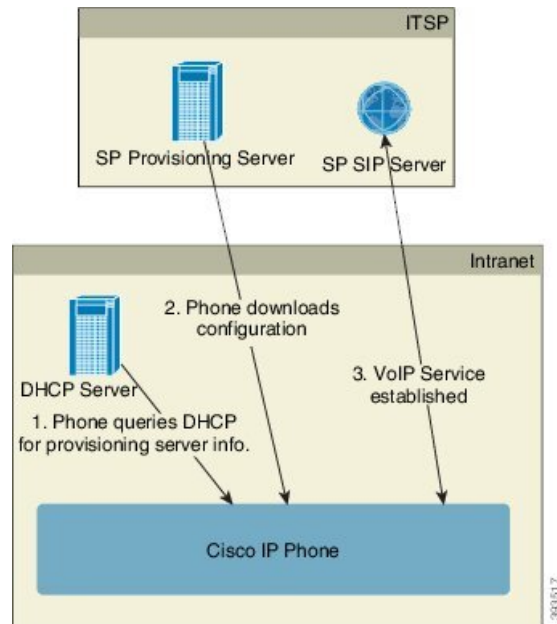 ITSP
SP Provisioning Server
SP SIP Server
Intranet
2. Phone downloads
configuration
DHCP Server
3. VoIP Service
established
1. Phone queries DHCP
for provisioning server info.
Cisco IP Phone
393517